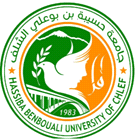 جامعة حسيبة بن بوعلي الشلف
1983
HASSIBA BENBOUALI UNIVERSITY OF CHLEF